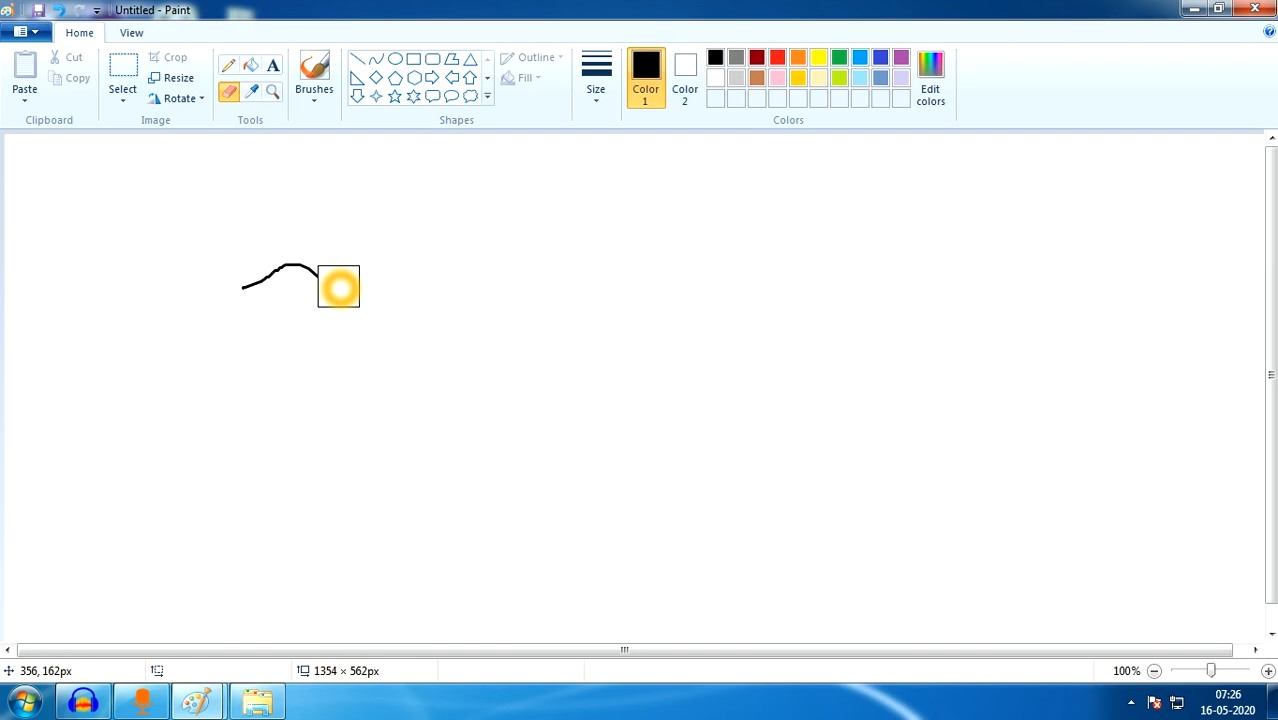 Untitled - Paint
Home
View
Cut
Copy
Paste
Clipboard
Crop
Resize
Rotate
Select
Image
A
Tools
Brushes
Outline
Fill
Shapes
Size
Color 1
Color 2
Edit colors
Colors
356, 162px
1354 × 562px
100%
07:26
16-05-2020